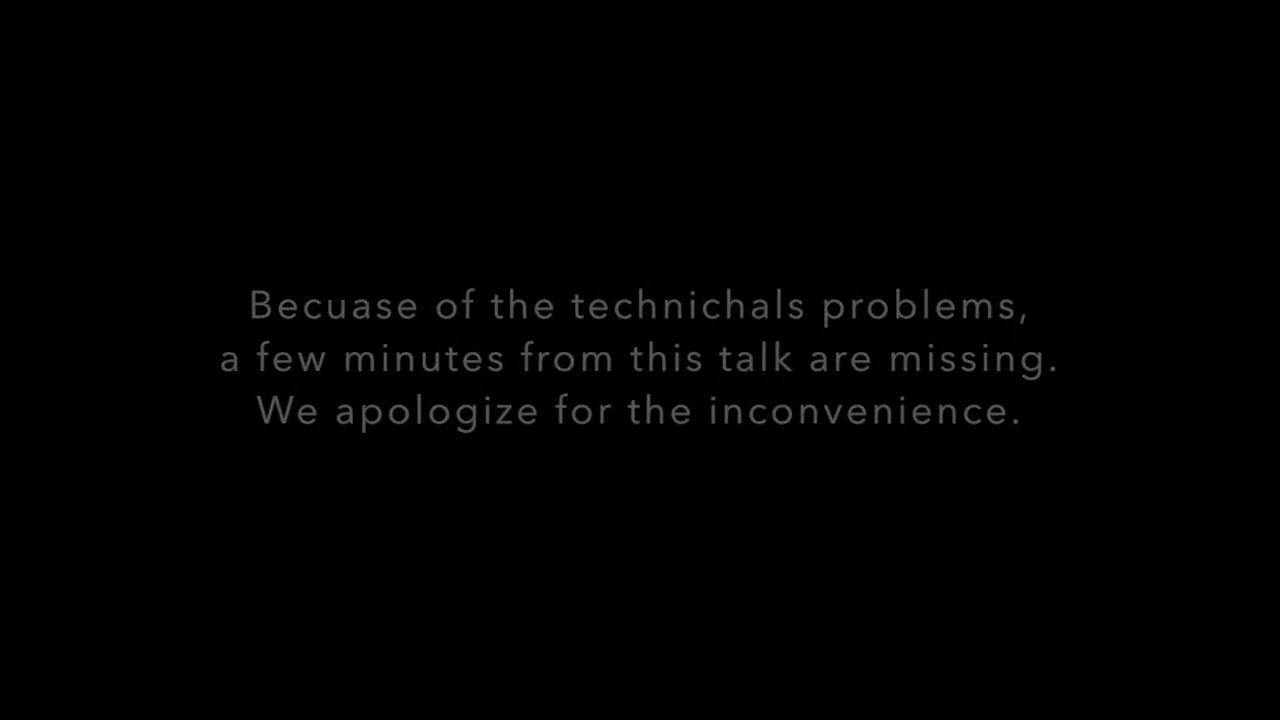 Becuase of the technichals problems,
a few minutes from this talk are missing.
We apologize for the inconvenience.